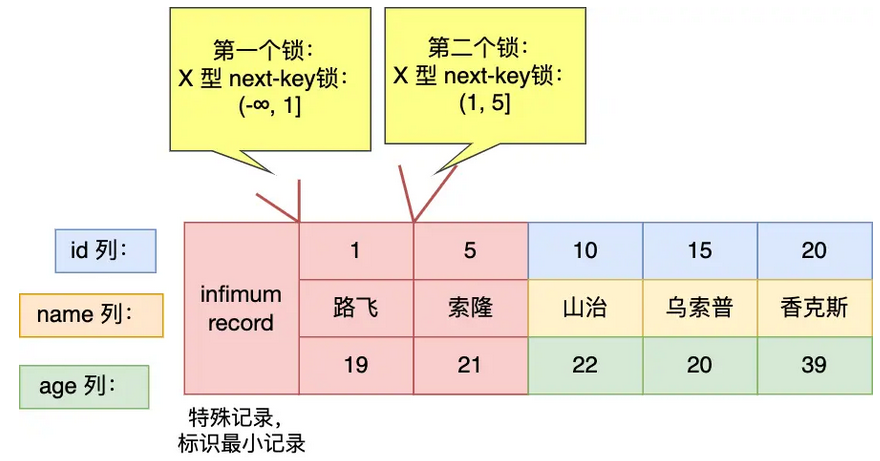 第一个锁：
X 型 next-key锁：
(-∞, 1]
第二个锁：
X 型 next-key锁：
(1, 5]
id 列：
1
5
10
15
20
infimum
record
name 列：
路飞
索隆
山治
乌索普
香克斯
age 列：
19
21
22
20
39
特殊记录，
标识最小记录